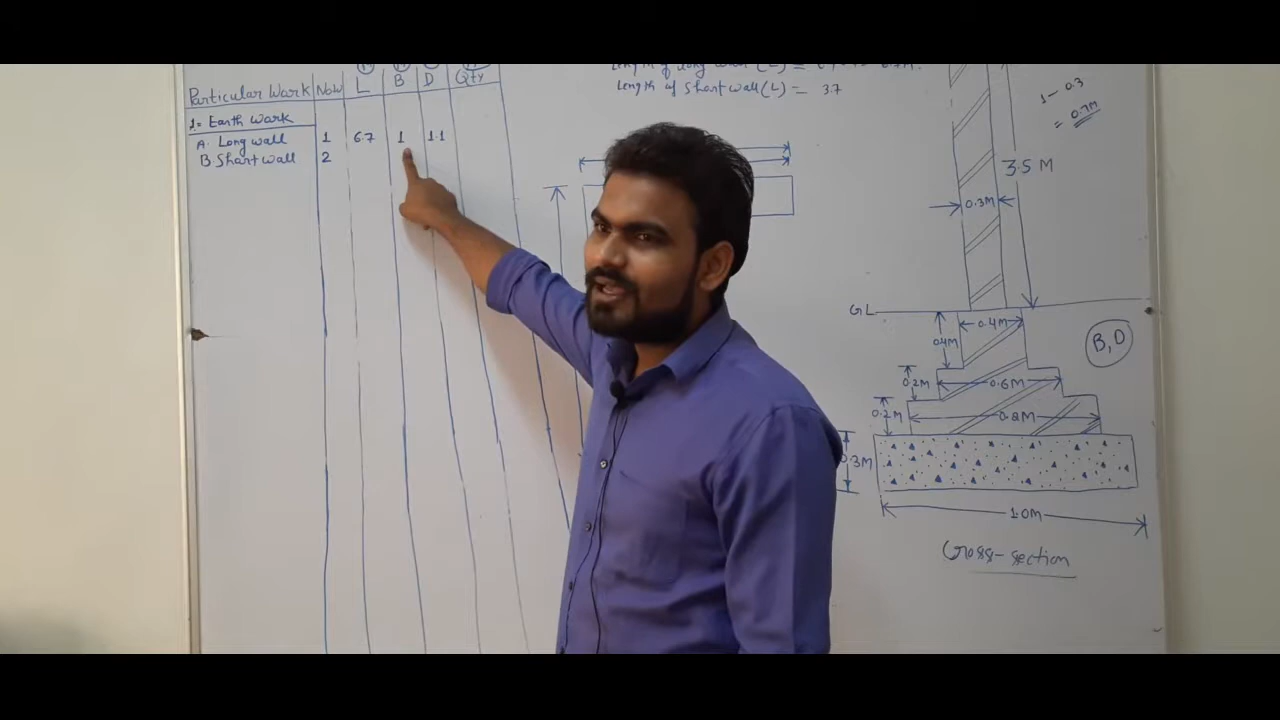 Particular Work No L B D Qty
1= Earth Work
A. Long wall 1 6.7 1 1.1
B. Short wall 2
Length of Short wall (L) = 3.7
1 - 0.3
= 0.7M
3.5 M
0.3M
GL
0.4M
0.4M
B, D
0.2M
0.6M
0.2M
0.8M
0.3M
1.0M
Cross-section